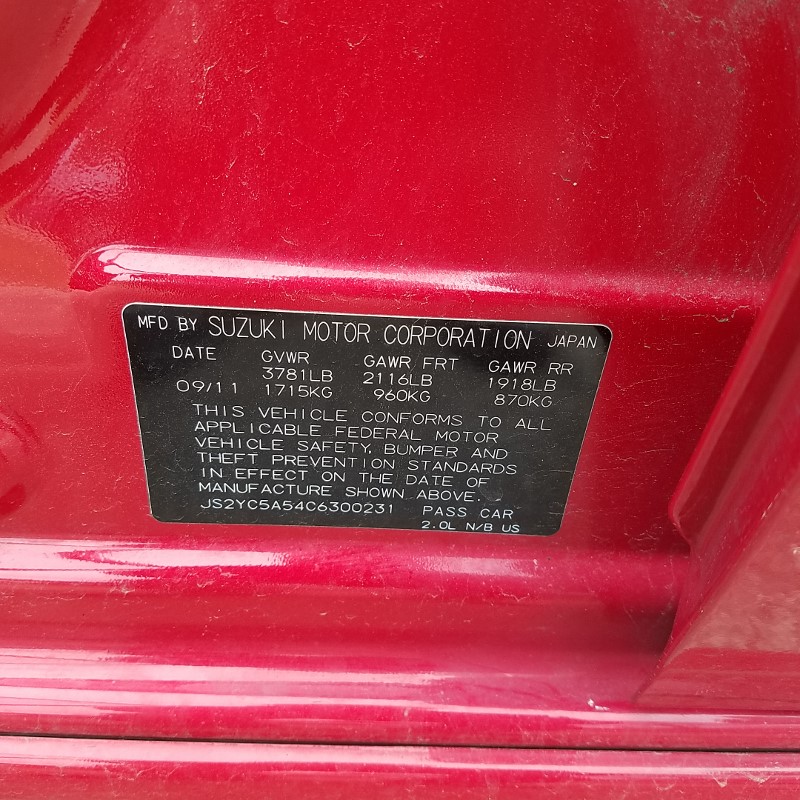 MFD BY SUZUKI MOTOR CORPORATION JAPAN
DATE GVWR GAWR FRT GAWR RR
3781LB 2116LB 1918LB
09/11 1715KG 960KG 870KG
THIS VEHICLE CONFORMS TO ALL
APPLICABLE FEDERAL MOTOR
VEHICLE SAFETY, BUMPER AND
THEFT PREVENTION STANDARDS
IN EFFECT ON THE DATE OF
MANUFACTURE SHOWN ABOVE.
JS2YC5A54C6300231 PASS CAR
2.0L N/B US